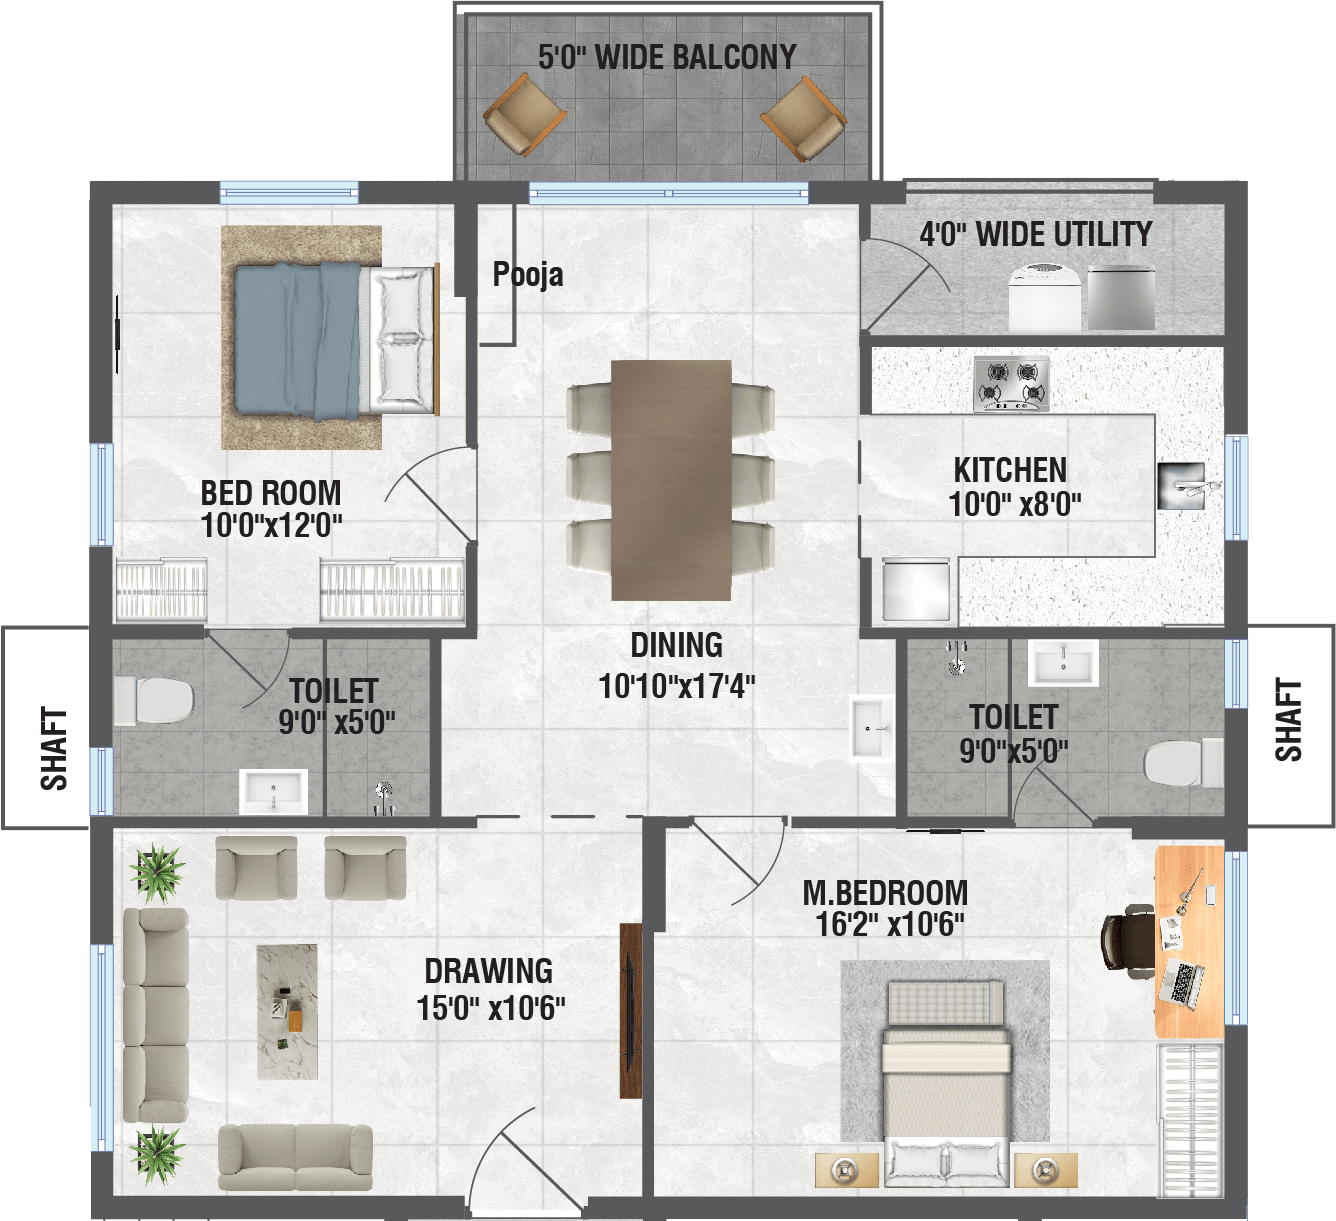 5'0" WIDE BALCONY
4'0" WIDE UTILITY
Pooja
KITCHEN
10'0" x8'0"
BED ROOM
10'0"x12'0"
DINING
10'10"x17'4"
TOILET
9'0" x5'0"
TOILET
9'0"x5'0"
SHAFT
SHAFT
M.BEDROOM
16'2" x10'6"
DRAWING
15'0" x10'6"